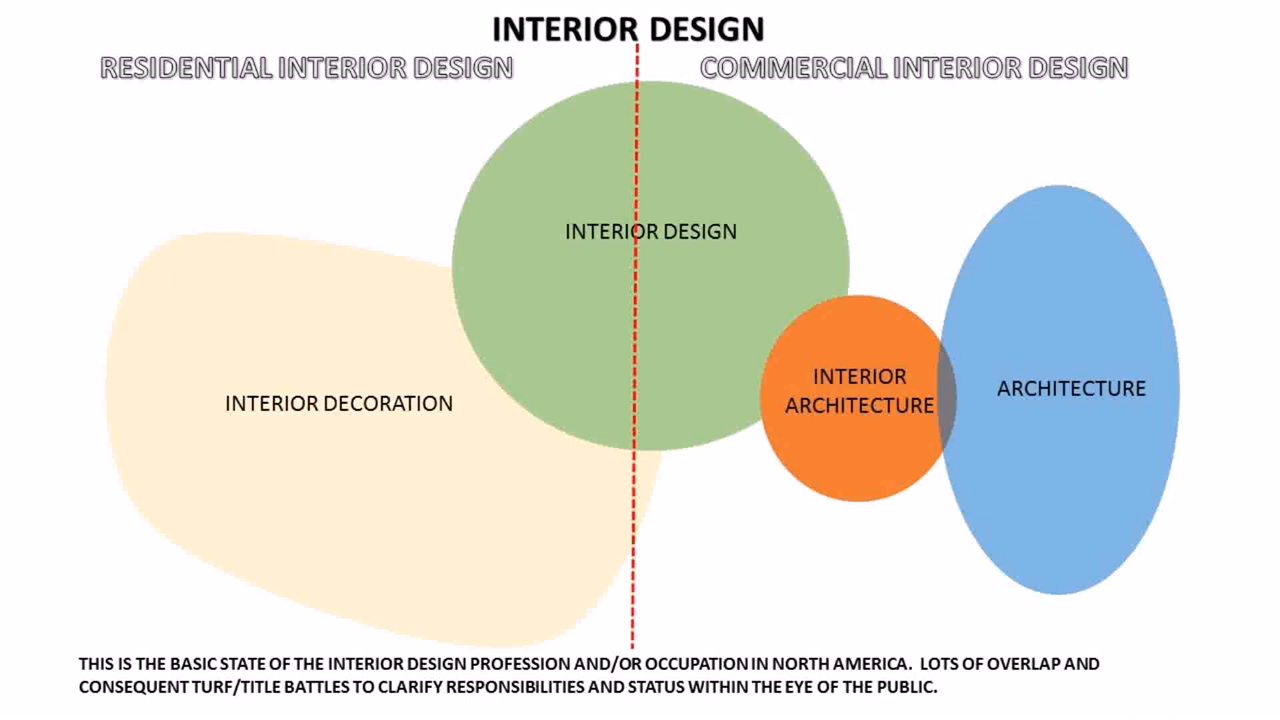 INTERIOR DESIGN
RESIDENTIAL INTERIOR DESIGN
COMMERCIAL INTERIOR DESIGN
INTERIOR DESIGN
INTERIOR DECORATION
INTERIOR
ARCHITECTURE
ARCHITECTURE
THIS IS THE BASIC STATE OF THE INTERIOR DESIGN PROFESSION AND/OR OCCUPATION IN NORTH AMERICA. LOTS OF OVERLAP AND
CONSEQUENT TURF/TITLE BATTLES TO CLARIFY RESPONSIBILITIES AND STATUS WITHIN THE EYE OF THE PUBLIC.